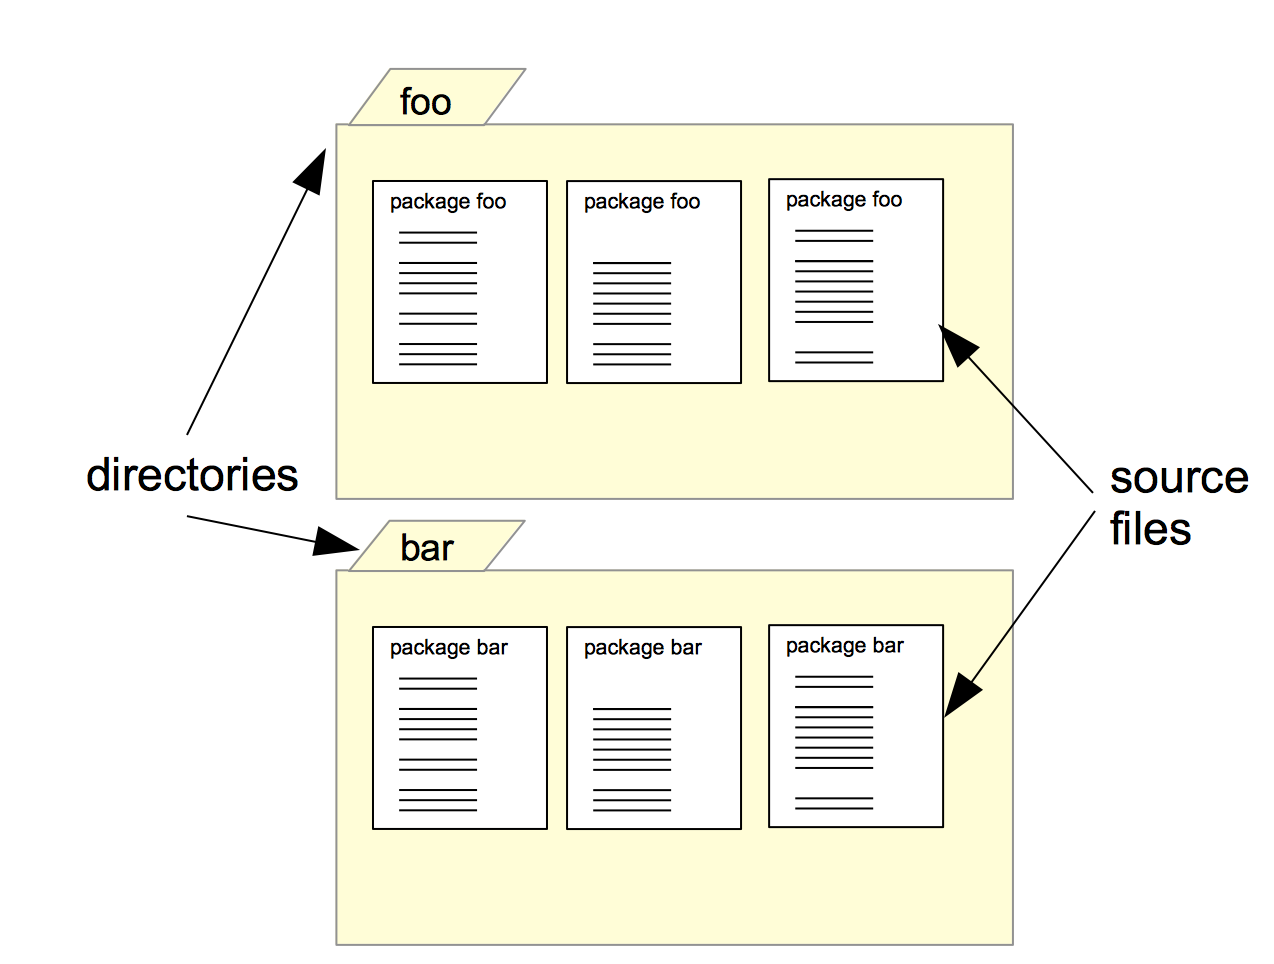 foo
package foo
package foo
package foo
directories
source
files
bar
package bar
package bar
package bar